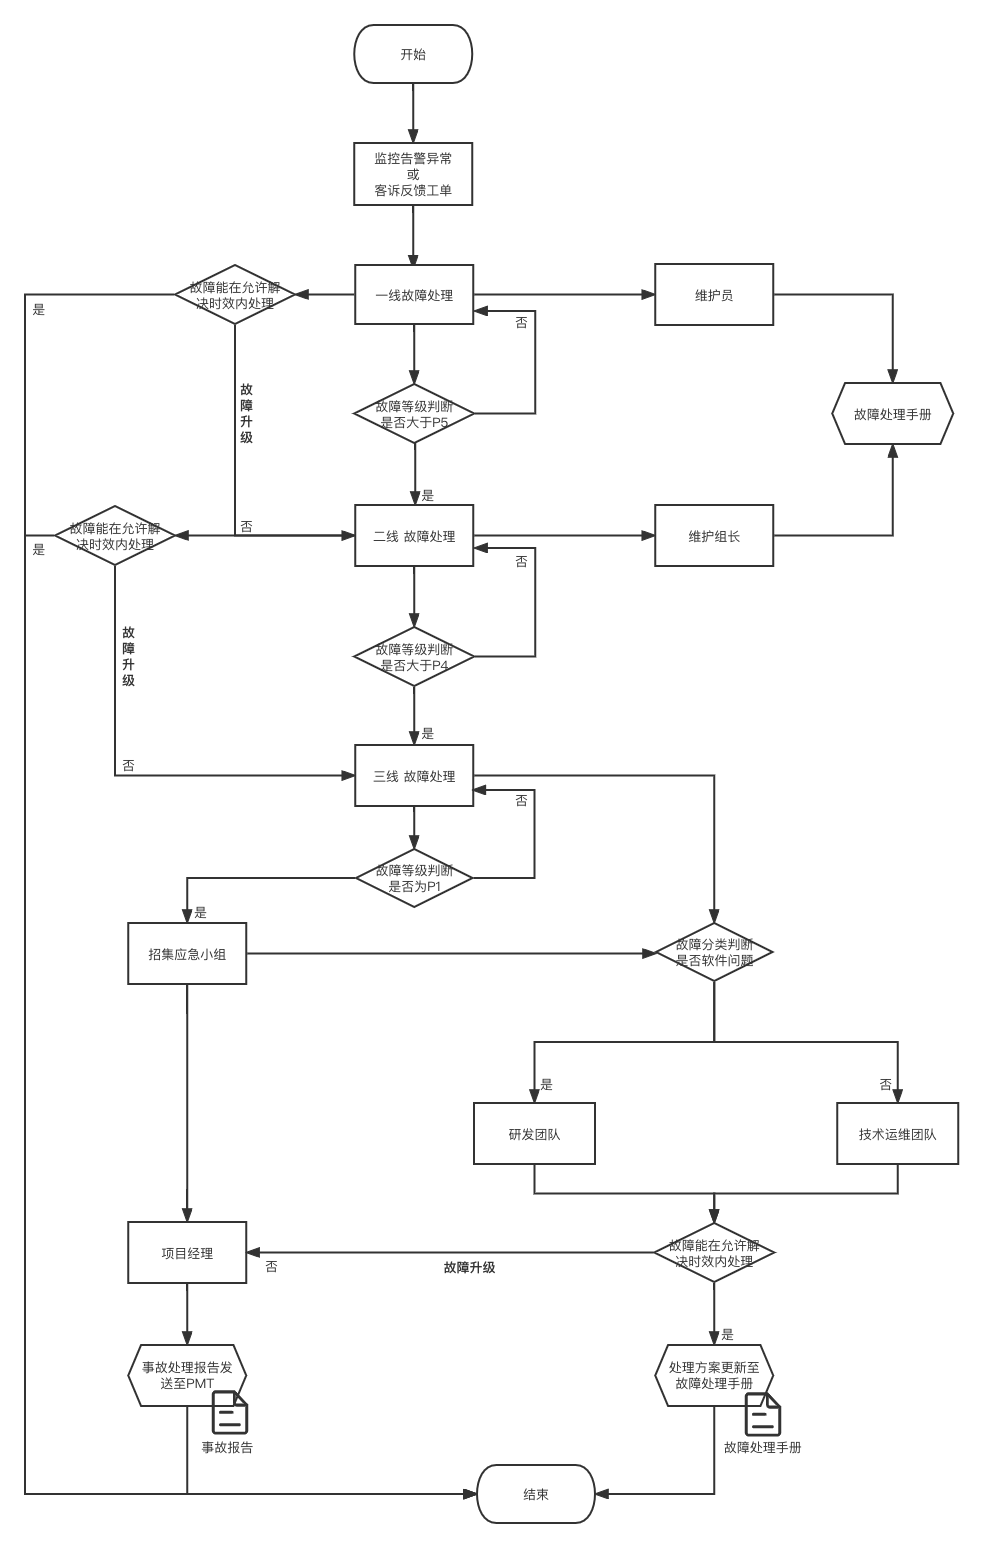 开始
监控告警异常
或
客诉反馈工单
故障能在允许解
决时效内处理
一线故障处理
维护员
是
否
故
障
升
级
故障等级判断
是否大于P5
故障处理手册
是
否
故障能在允许解
决时效内处理
二线 故障处理
维护组长
是
否
故
障
升
级
故障等级判断
是否大于P4
是
否
三线 故障处理
否
故障等级判断
是否为P1
是
招集应急小组
故障分类判断
是否软件问题
是
否
研发团队
技术运维团队
项目经理
否
故障升级
故障能在允许解
决时效内处理
是
事故处理报告发
送至PMT
处理方案更新至
故障处理手册
事故报告
故障处理手册
结束